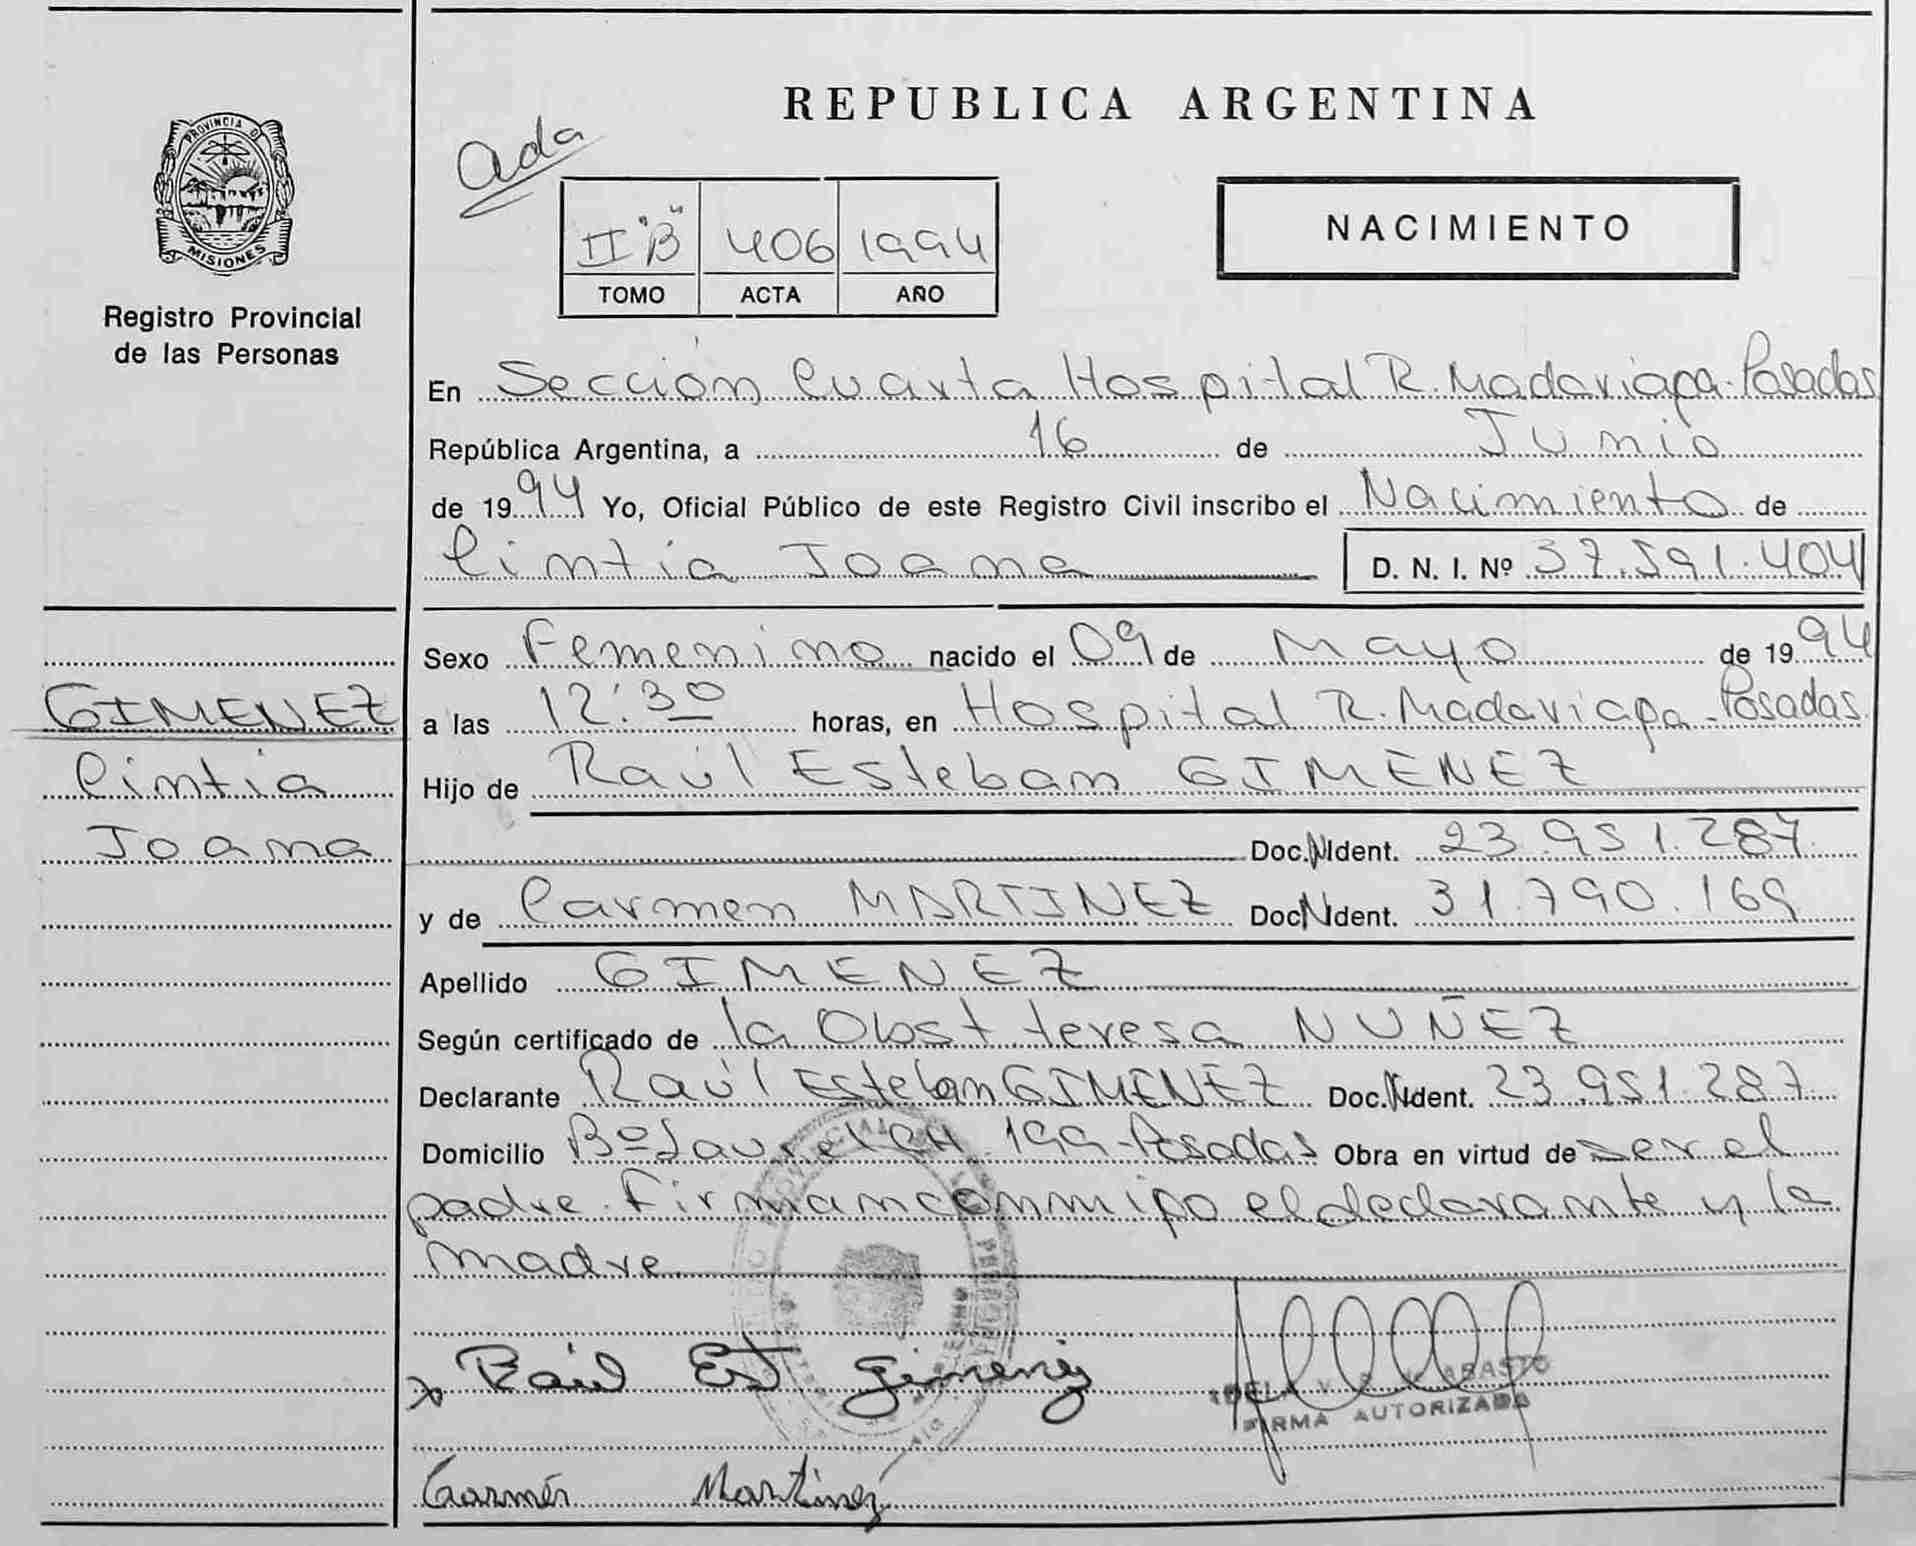 PROVINCIA D
MISIONES
Registro Provincial
de las Personas
GIMENEZ
Cintia
Joana
REPUBLICA ARGENTINA
Ada
II "B" 406 1994
TOMO ACTA AÑO
NACIMIENTO
En Sección Cuarta Hospital R. Madariaga-Posadas
República Argentina, a 16 de Junio
de 1994 Yo, Oficial Público de este Registro Civil inscribo el Nacimiento de
Cintia Joana D. N. I. Nº 37.591.404
Sexo Femenino nacido el 09 de Mayo de 1994
a las 12:30 horas, en Hospital R. Madariaga-Posadas
Hijo de Raúl Esteban GIMENEZ
Doc.N.Ident. 23.951.287
y de Carmen MARTINEZ Doc.N.Ident. 31.790.169
Apellido GIMENEZ
Según certificado de la Obst teresa NUÑEZ
Declarante Raúl Esteban GIMENEZ Doc.N.Ident. 23.951.287
Domicilio Bº 199-Posadas Obra en virtud de ser el
padre. Firman conmigo el declarante y la
madre
x Raúl Est Gimenez
FIRMA AUTORIZADA
Carmen Martinez